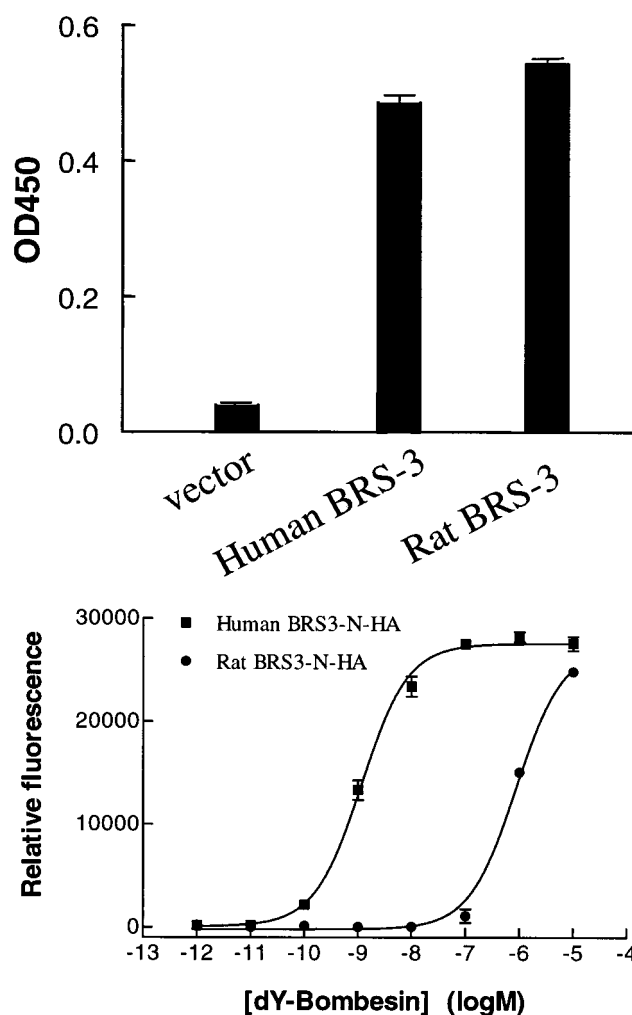 0.6
0.4
0.2
0.0
OD450
vector
Human BRS-3
Rat BRS-3
30000
20000
10000
0
Relative fluorescence
Human BRS3-N-HA
Rat BRS3-N-HA
-13 -12 -11 -10 -9 -8 -7 -6 -5 -4
[dY-Bombesin] (logM)